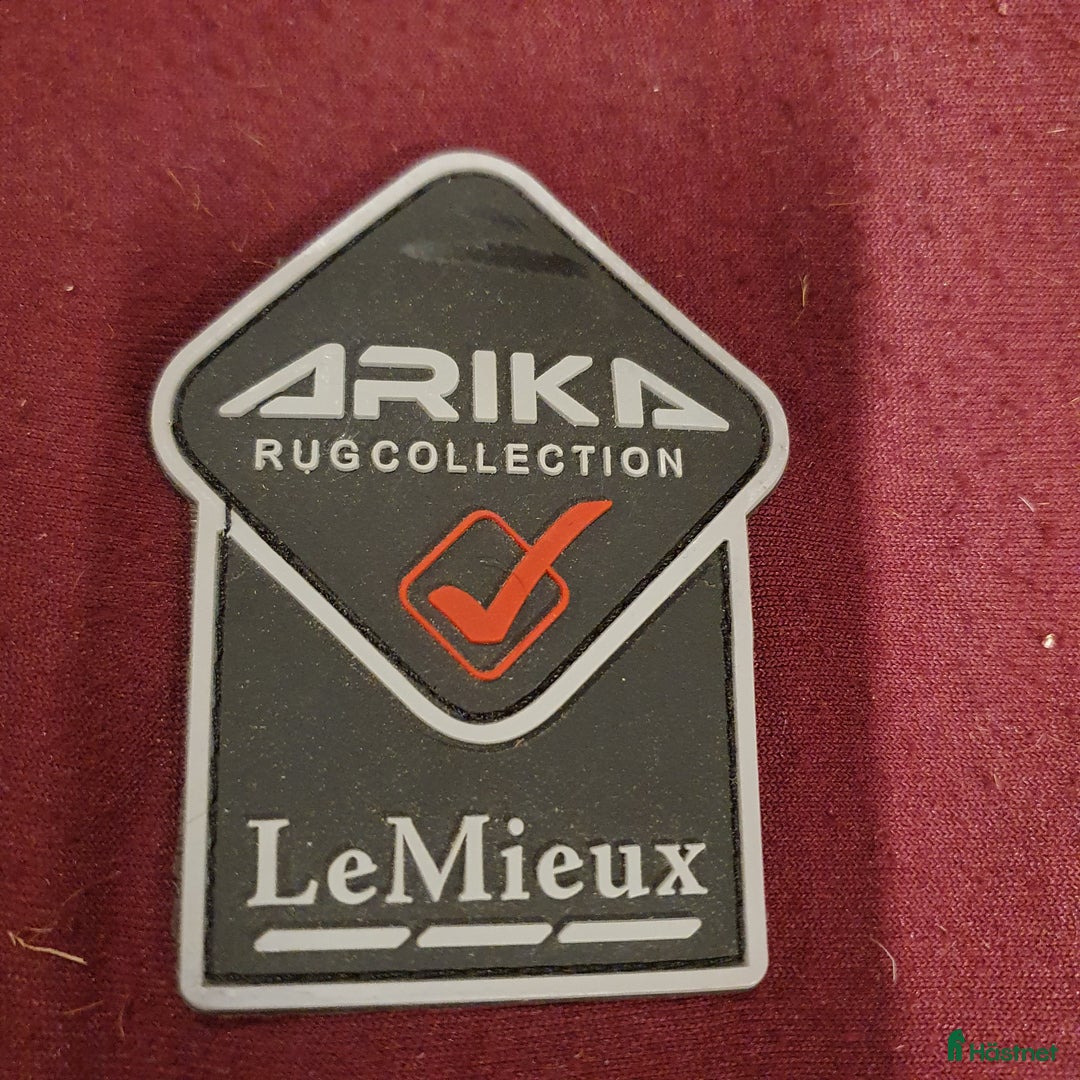 ARIKA
RUGCOLLECTION
LeMieux
Hästnet